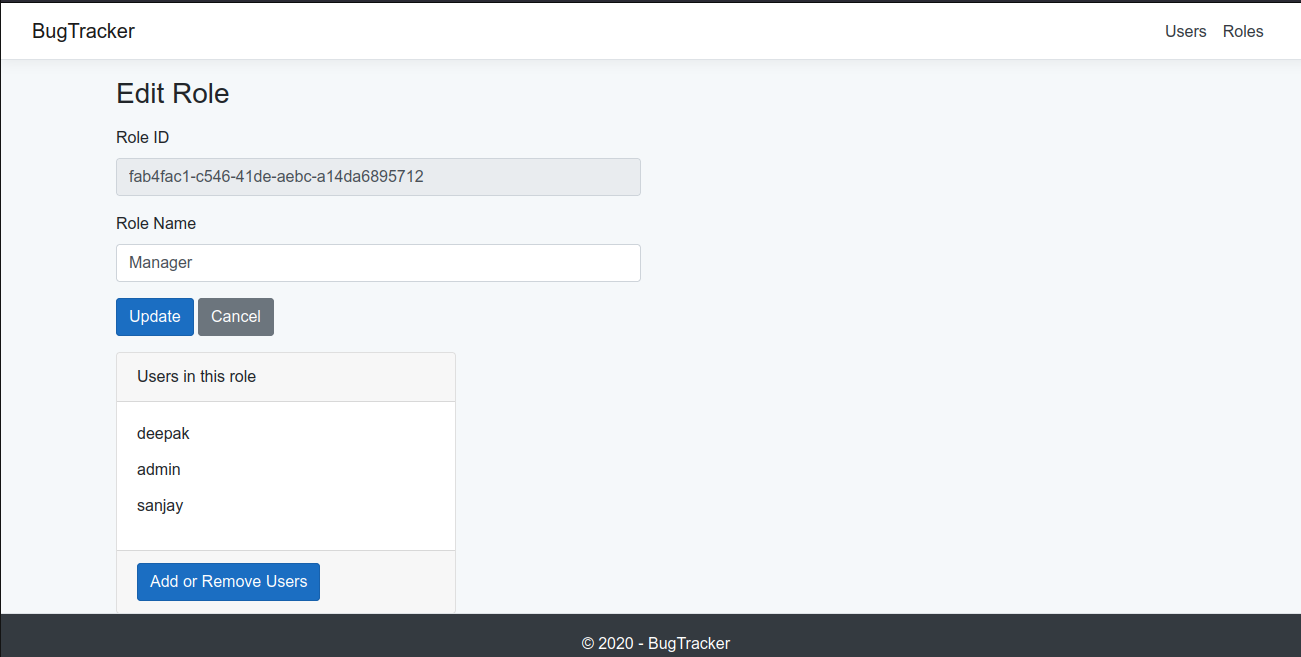 BugTracker
Users Roles
Edit Role
Role ID
fab4fac1-c546-41de-aebc-a14da6895712
Role Name
Manager
Update Cancel
Users in this role
deepak
admin
sanjay
Add or Remove Users
© 2020 - BugTracker